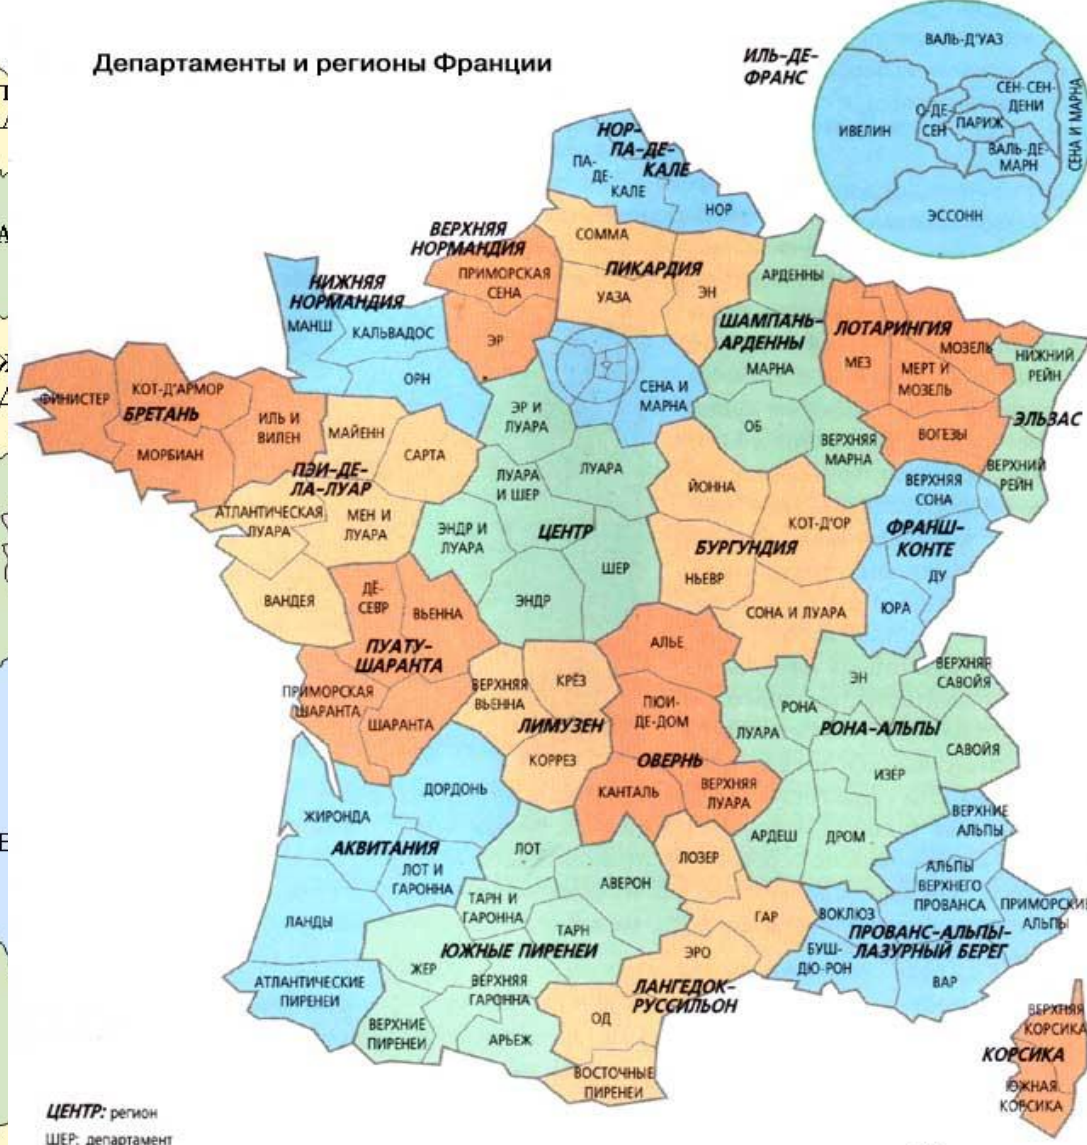 Департаменты и регионы Франции
ИЛЬ-ДЕ-
ФРАНС
ВАЛЬ-Д'УАЗ
СЕН-СЕН-
ДЕНИ
О-ДЕ-
СЕН
ПАРИЖ
ИВЕЛИН
ВАЛЬ-ДЕ-
МАРН
СЕНА И МАРНА
ЭССОНН
НОР-
ПА-ДЕ-
КАЛЕ
ПА-
ДЕ-
КАЛЕ
НОР
ВЕРХНЯЯ
НОРМАНДИЯ
СОММА
ПРИМОРСКАЯ
СЕНА
ПИКАРДИЯ
УАЗА
ЭН
АРДЕННЫ
НИЖНЯЯ
НОРМАНДИЯ
МАНШ
КАЛЬВАДОС
ЭР
ОРН
ШАМПАНЬ-
АРДЕННЫ
МАРНА
ЛОТАРИНГИЯ
МЕЗ
МОЗЕЛЬ
МЕРТ И
МОЗЕЛЬ
НИЖНИЙ
РЕЙН
СЕНА И
МАРНА
ФИНИСТЕР
КОТ-Д'АРМОР
БРЕТАНЬ
ИЛЬ И
ВИЛЕН
МОРБИАН
МАЙЕНН
САРТА
ЭР И
ЛУАРА
ОБ
ВЕРХНЯЯ
МАРНА
ВОГЕЗЫ
ЭЛЬЗАС
ВЕРХНИЙ
РЕЙН
ПЭИ-ДЕ-
ЛА-ЛУАР
ЛУАРА
И ШЕР
ЛУАРА
ЙОННА
ВЕРХНЯЯ
СОНА
АТЛАНТИЧЕСКАЯ
ЛУАРА
МЕН И
ЛУАРА
ЭНДР И
ЛУАРА
ЦЕНТР
КОТ-Д'ОР
БУРГУНДИЯ
ФРАНШ-
КОНТЕ
ШЕР
НЬЕВР
ДУ
ВАНДЕЯ
ДЕ-
СЕВР
ВЬЕННА
ЭНДР
СОНА И ЛУАРА
ЮРА
ПУАТУ-
ШАРАНТА
АЛЬЕ
ПРИМОРСКАЯ
ШАРАНТА
ШАРАНТА
ВЕРХНЯЯ
ВЬЕННА
КРЁЗ
ЛИМУЗЕН
КОРРЕЗ
ПЮИ-
ДЕ-ДОМ
ОВЕРНЬ
ЛУАРА
РОНА
ЭН
ВЕРХНЯЯ
САВОЙЯ
РОНА-АЛЬПЫ
САВОЙЯ
ИЗЕР
ДОРДОНЬ
КАНТАЛЬ
ВЕРХНЯЯ
ЛУАРА
ЖИРОНДА
АКВИТАНИЯ
ЛОТ И
ГАРОННА
ЛОТ
АВЕРОН
ЛОЗЕР
АРДЕШ
ДРОМ
ВЕРХНИЕ
АЛЬПЫ
АЛЬПЫ
ВЕРХНЕГО
ПРОВАНСА
ПРИМОРСКИЕ
АЛЬПЫ
ЛАНДЫ
ТАРН И
ГАРОННА
ТАРН
ГАР
ВОКЛЮЗ
ПРОВАНС-АЛЬПЫ-
ЛАЗУРНЫЙ БЕРЕГ
ЮЖНЫЕ ПИРЕНЕИ
ЭРО
БУШ-
ДЮ-РОН
ВАР
ЖЕР
ВЕРХНЯЯ
ГАРОННА
ЛАНГЕДОК-
РУССИЛЬОН
АТЛАНТИЧЕСКИЕ
ПИРЕНЕИ
ВЕРХНИЕ
ПИРЕНЕИ
АРЬЕЖ
ОД
ВОСТОЧНЫЕ
ПИРЕНЕИ
ВЕРХНЯЯ
КОРСИКА
КОРСИКА
ЮЖНАЯ
КОРСИКА
ЦЕНТР: регион
ШЕР: департамент